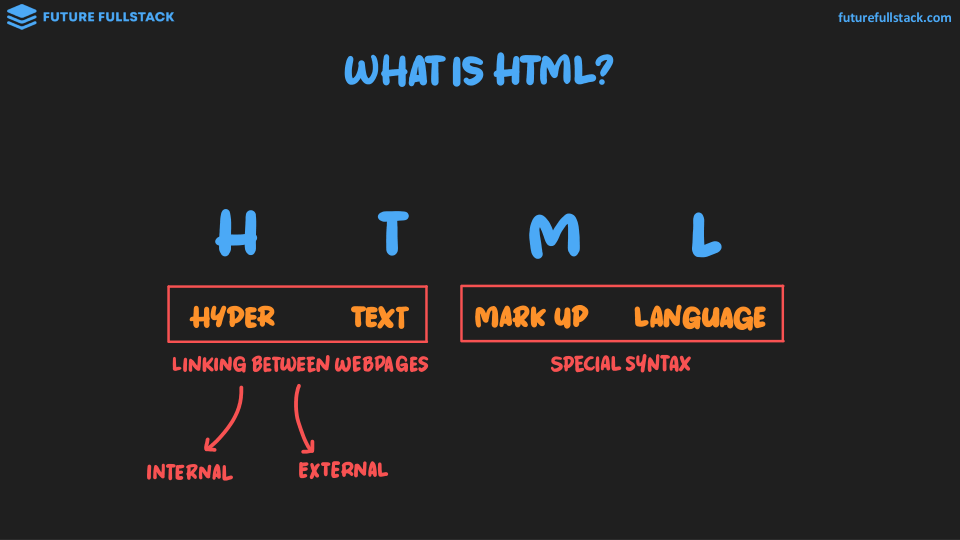 FUTURE FULLSTACK
futurefullstack.com
WHAT IS HTML?
H T M L
HYPER TEXT MARK UP LANGUAGE
LINKING BETWEEN WEBPAGES SPECIAL SYNTAX
INTERNAL EXTERNAL